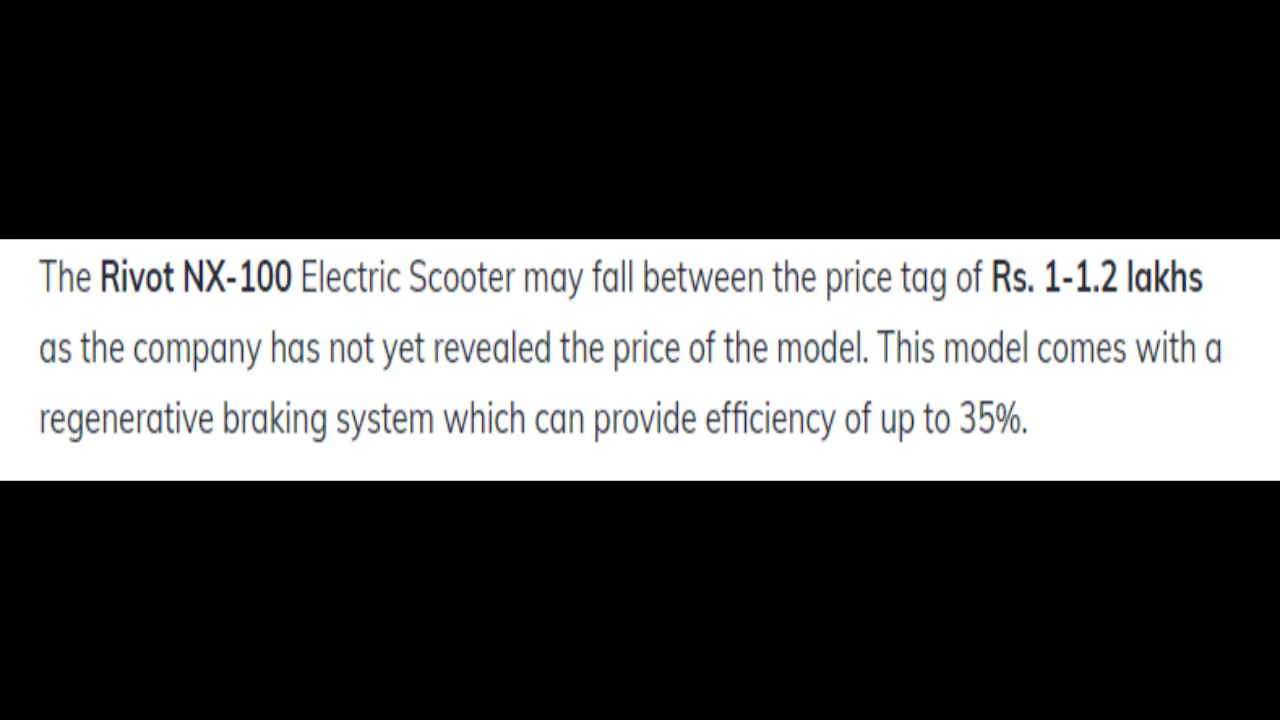 The Rivot NX-100 Electric Scooter may fall between the price tag of Rs. 1-1.2 lakhs
as the company has not yet revealed the price of the model. This model comes with a
regenerative braking system which can provide efficiency of up to 35%.